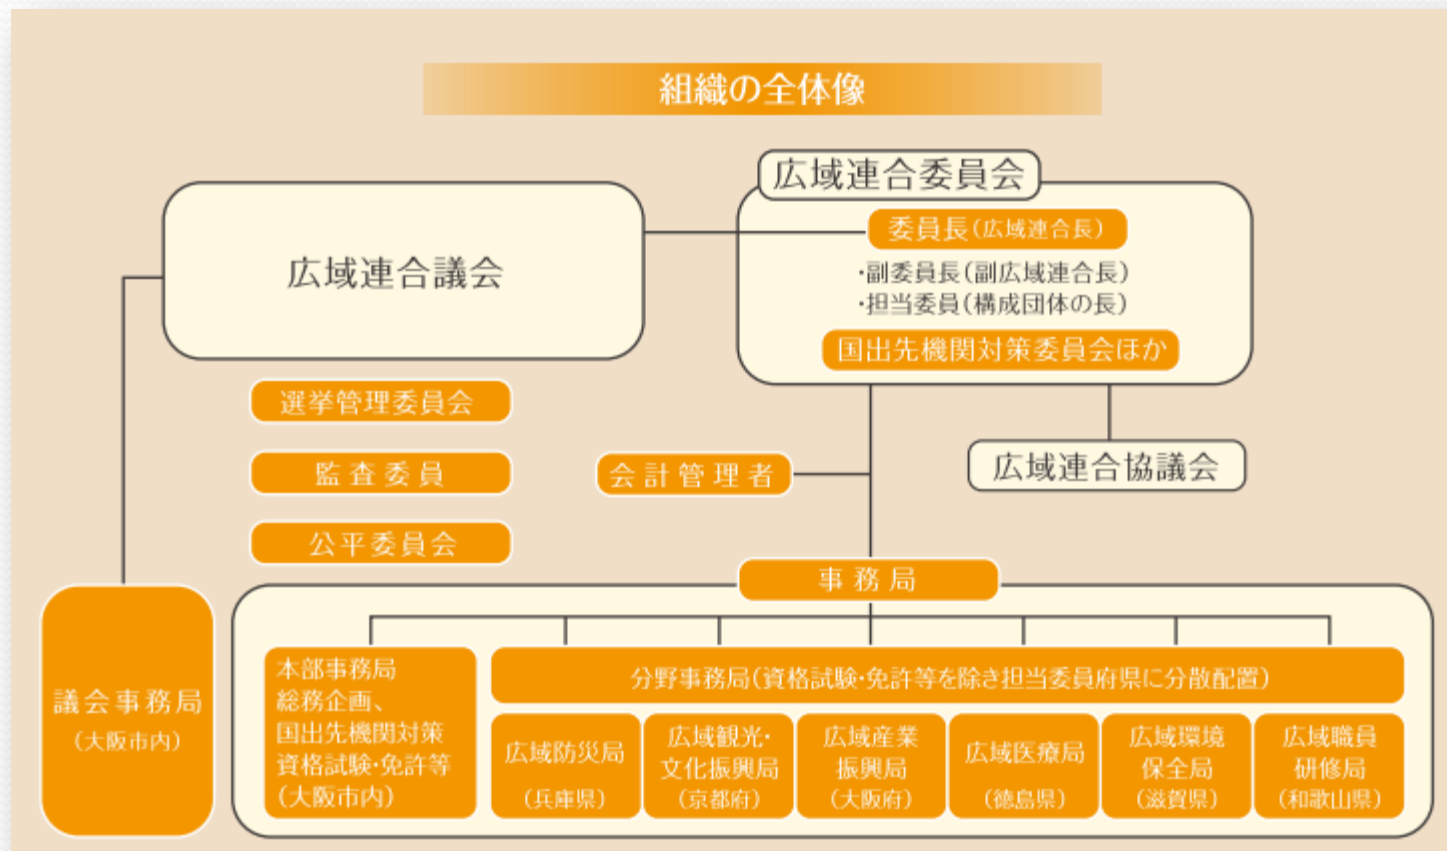 組織の全体像
広域連合議会
広域連合委員会
委員長(広域連合長)
・副委員長(副広域連合長)
・担当委員(構成団体の長)
国出先機関対策委員会ほか
選挙管理委員会
監査委員
公平委員会
会計管理者
広域連合協議会
事務局
議会事務局
(大阪市内)
本部事務局
総務企画、
国出先機関対策
資格試験・免許等
(大阪市内)
分野事務局(資格試験・免許等を除き担当委員府県に分散配置)
広域防災局
(兵庫県)
広域観光・
文化振興局
(京都府)
広域産業
振興局
(大阪府)
広域医療局
(徳島県)
広域環境
保全局
(滋賀県)
広域職員
研修局
(和歌山県)